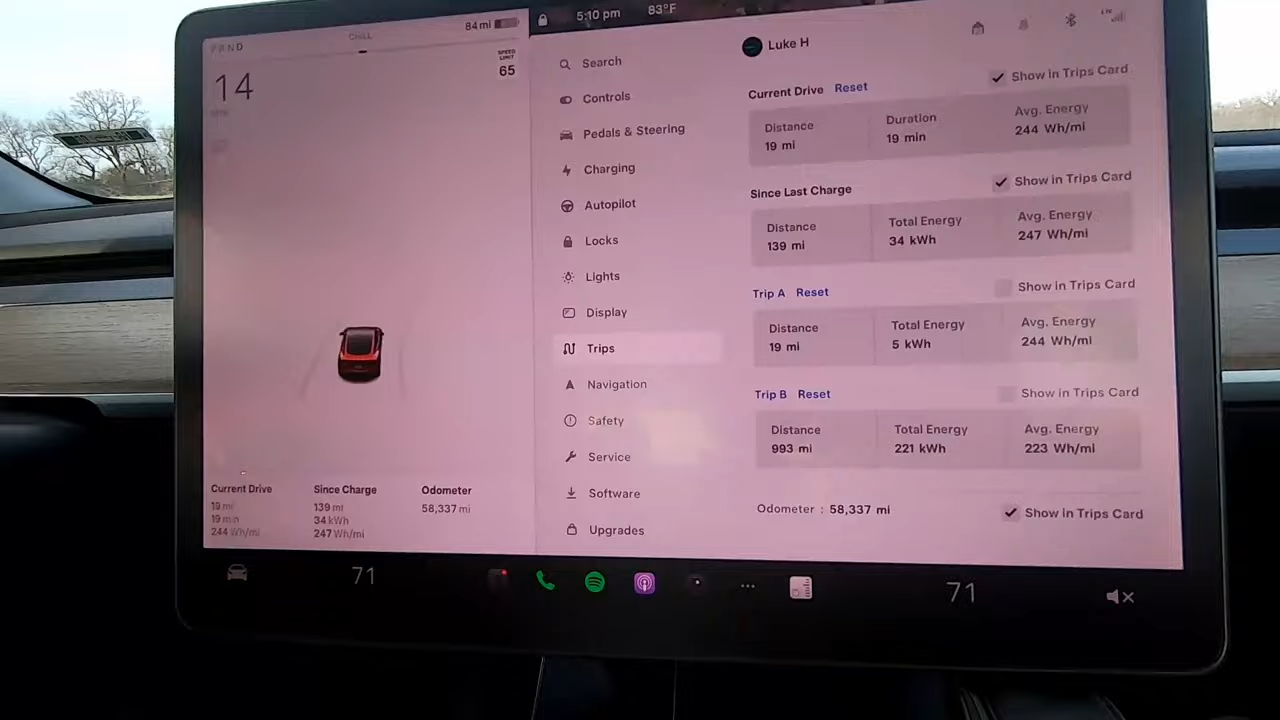 PRND
CHILL
84 mi
14
SPEED
LIMIT
65
5:10 pm
83°F
LTE
Luke H
Search
Controls
Pedals & Steering
Charging
Autopilot
Locks
Lights
Display
Trips
Navigation
Safety
Service
Software
Upgrades
Current Drive Reset
Show in Trips Card
Distance
19 mi
Duration
19 min
Avg. Energy
244 Wh/mi
Since Last Charge
Show in Trips Card
Distance
139 mi
Total Energy
34 kWh
Avg. Energy
247 Wh/mi
Trip A Reset
Show in Trips Card
Distance
19 mi
Total Energy
5 kWh
Avg. Energy
244 Wh/mi
Trip B Reset
Show in Trips Card
Distance
993 mi
Total Energy
221 kWh
Avg. Energy
223 Wh/mi
Odometer : 58,337 mi
Show in Trips Card
Current Drive
19 mi
19 min
244 Wh/mi
Since Charge
139 mi
34 kWh
247 Wh/mi
Odometer
58,337 mi
71
71